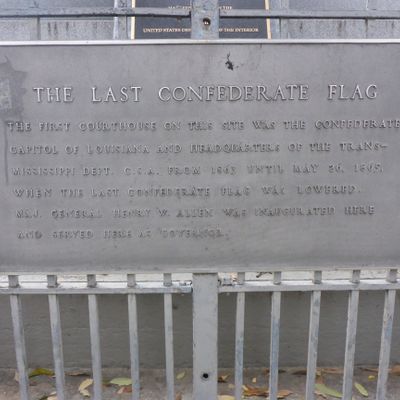 UNITED STATES DEPARTMENT OF THE INTERIOR
THE LAST CONFEDERATE FLAG
THE FIRST COURTHOUSE ON THIS SITE WAS THE CONFEDERATE
CAPITOL OF LOUISIANA AND HEADQUARTERS OF THE TRANS-
MISSISSIPPI DEPT. C.S.A. FROM 1863 UNTIL MAY 26, 1865,
WHEN THE LAST CONFEDERATE FLAG WAS LOWERED.
MAJ. GENERAL HENRY W. ALLEN WAS INAUGURATED HERE
AND SERVED HERE AS GOVERNOR.